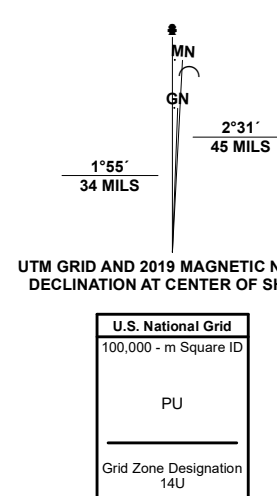 MN
GN
2°31´
45 MILS
1°55´
34 MILS
UTM GRID AND 2019 MAGNETIC N
DECLINATION AT CENTER OF SH
U.S. National Grid
100,000 - m Square ID
PU
Grid Zone Designation
14U